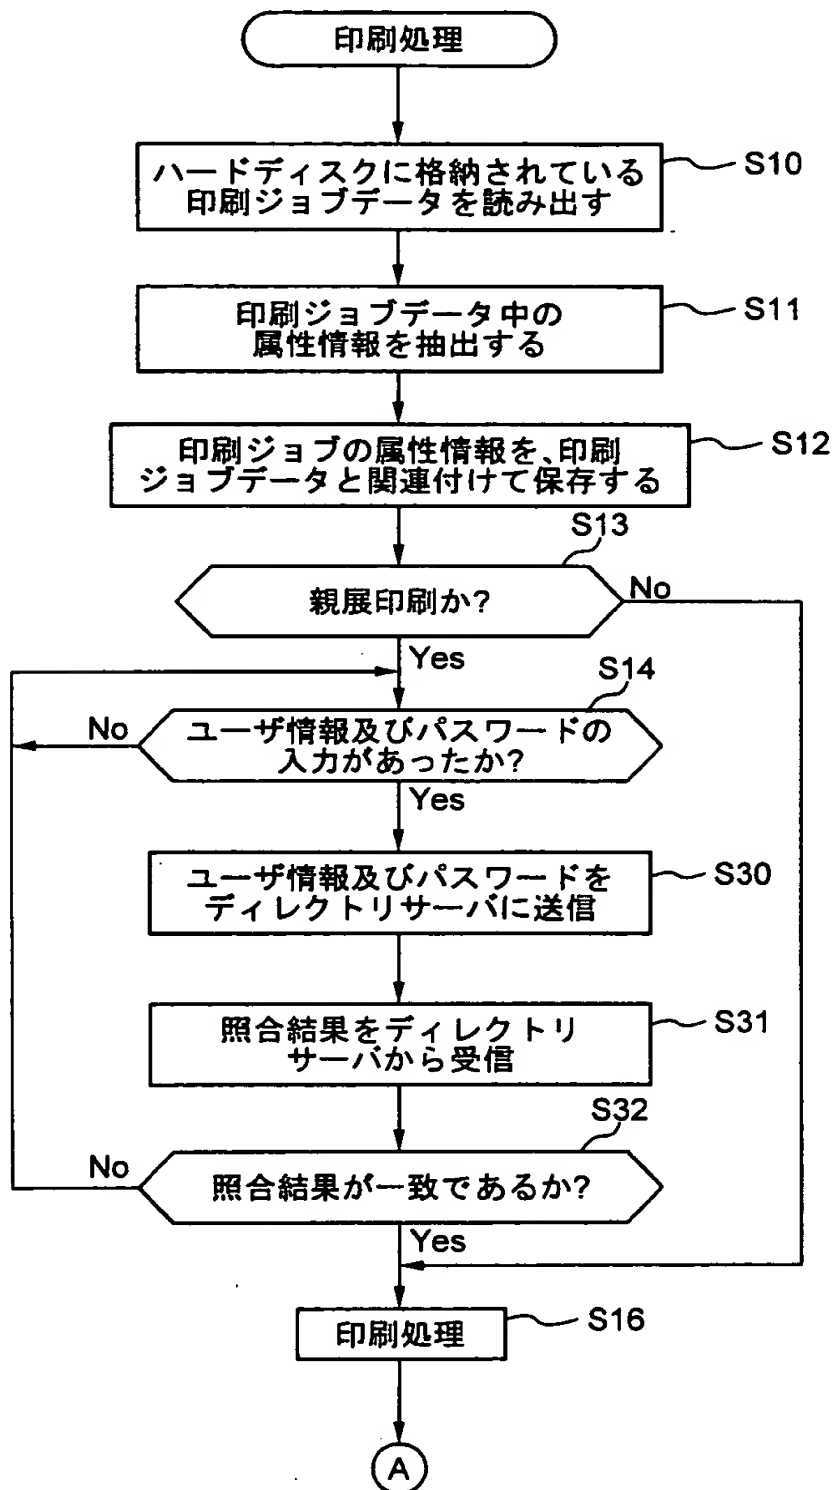 印刷処理
ハードディスクに格納されている
印刷ジョブデータを読み出す
S10
印刷ジョブデータ中の
属性情報を抽出する
S11
印刷ジョブの属性情報を、印刷
ジョブデータと関連付けて保存する
S12
S13
親展印刷か?
No
Yes
S14
No
ユーザ情報及びパスワードの
入力があったか?
Yes
ユーザ情報及びパスワードを
ディレクトリサーバに送信
S30
照合結果をディレクトリ
サーバから受信
S31
S32
No
照合結果が一致であるか?
Yes
印刷処理
S16
A